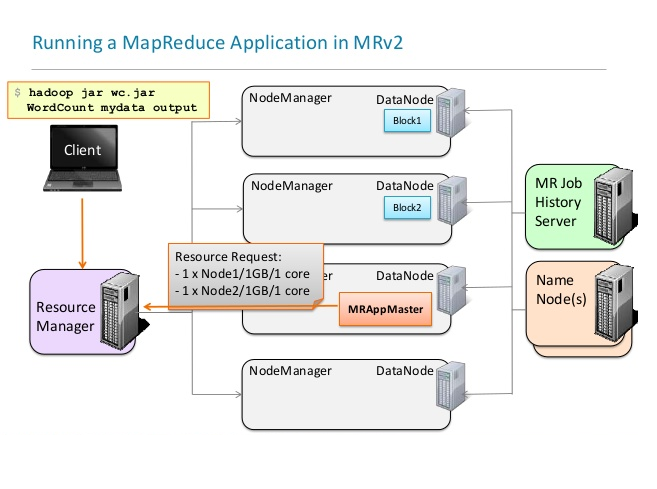 Running a MapReduce Application in MRv2
$ hadoop jar wc.jar
WordCount mydata output
Client
NodeManager
DataNode
Block1
NodeManager
DataNode
Block2
MR Job
History
Server
Resource Request:
- 1 x Node1/1GB/1 core
- 1 x Node2/1GB/1 core
er
DataNode
MRAppMaster
Name
Node(s)
Resource
Manager
NodeManager
DataNode